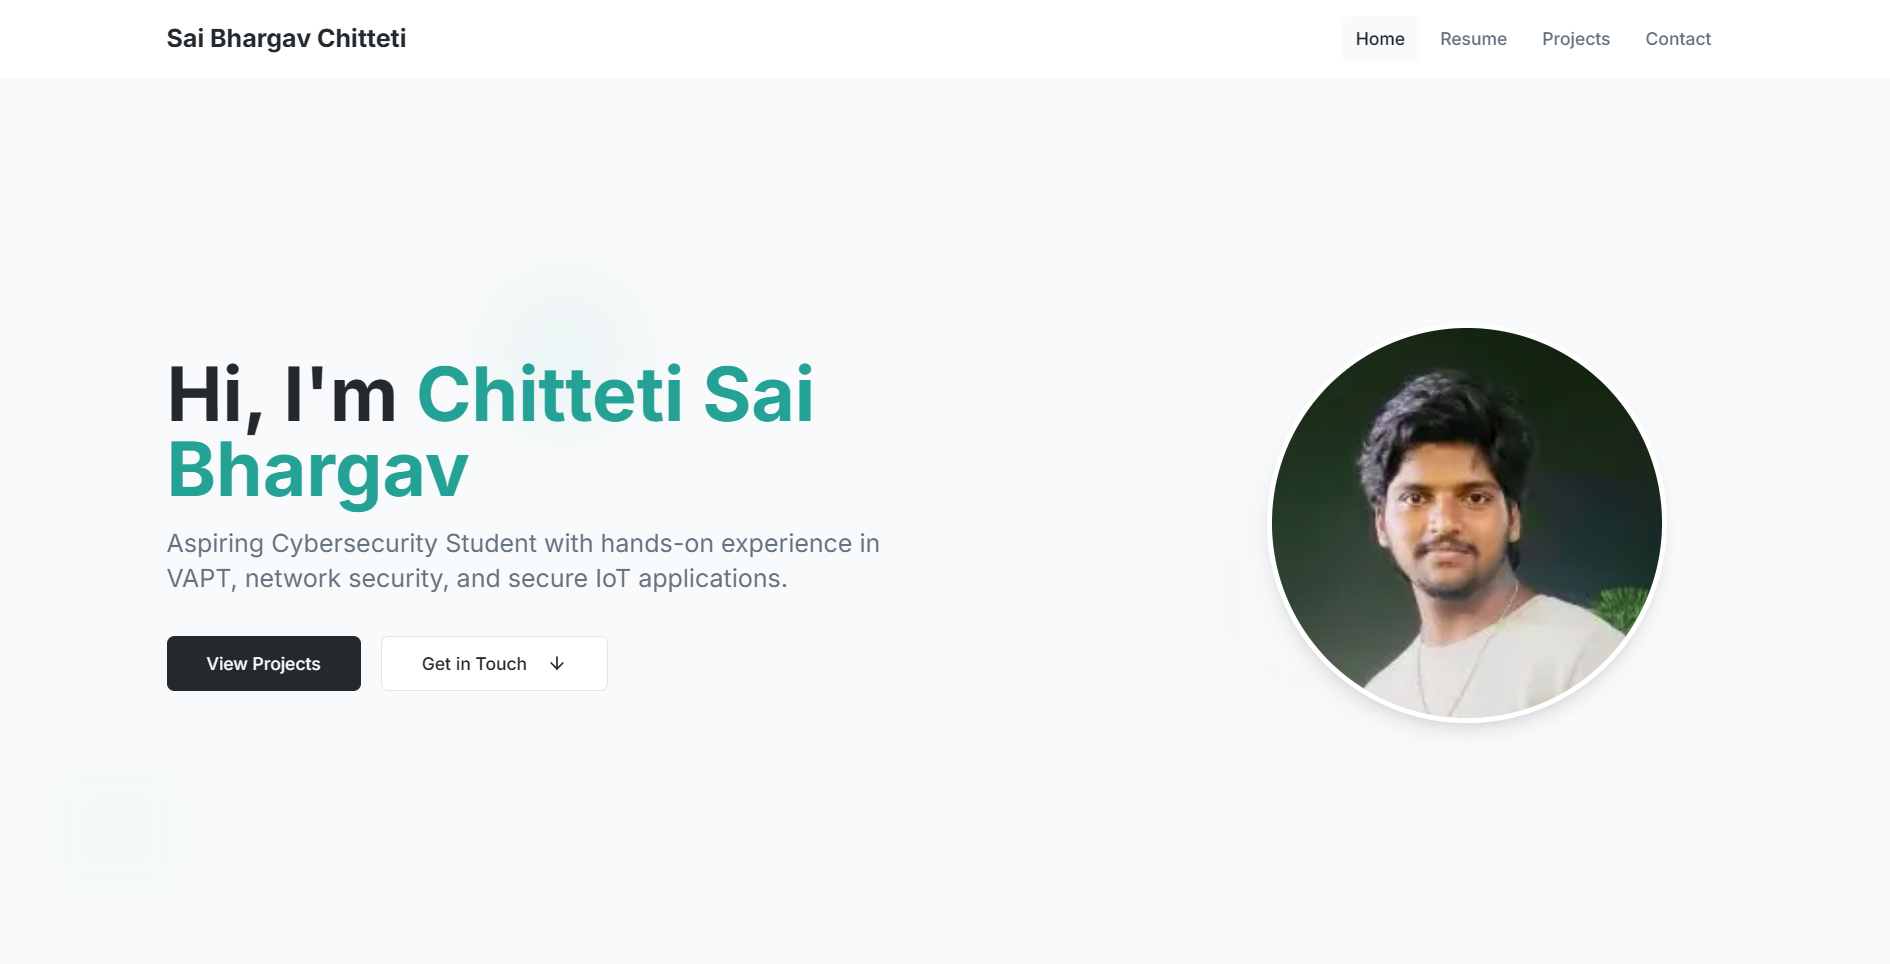 Sai Bhargav Chitteti
Home Resume Projects Contact
Hi, I'm Chitteti Sai
Bhargav
Aspiring Cybersecurity Student with hands-on experience in
VAPT, network security, and secure IoT applications.
View Projects
Get in Touch ↓